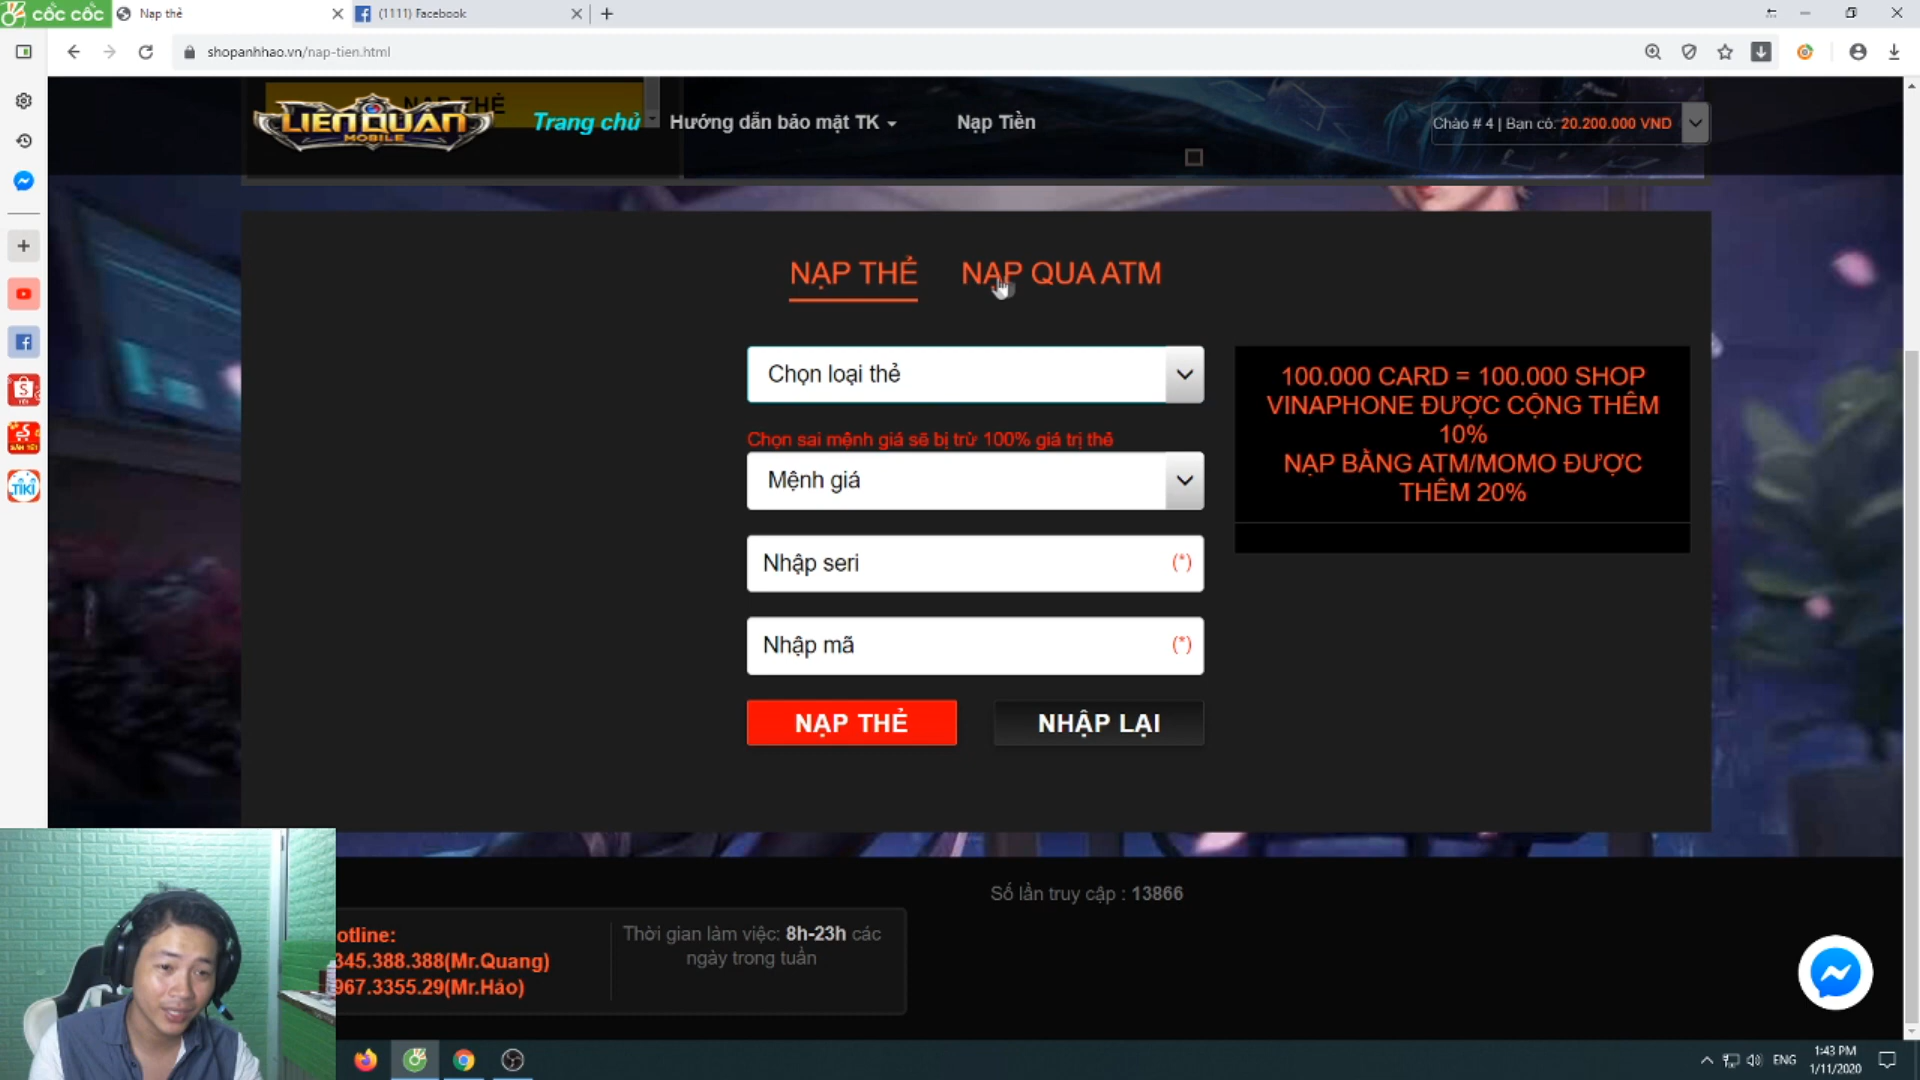 cốc cốc
Nạp thẻ
(1111) Facebook
shopanhhao.vn/nap-tien.html
NẠP THẺ
LIÊN QUÂN
MOBILE
Trang chủ
Hướng dẫn bảo mật TK
Nạp Tiền
Chào # 4 | Bạn có: 20.200.000 VND
NẠP THẺ
NẠP QUA ATM
Chọn loại thẻ
Chọn sai mệnh giá sẽ bị trừ 100% giá trị thẻ
Mệnh giá
Nhập seri
(*)
Nhập mã
(*)
NẠP THẺ
NHẬP LẠI
100.000 CARD = 100.000 SHOP
VINAPHONE ĐƯỢC CỘNG THÊM
10%
NẠP BẰNG ATM/MOMO ĐƯỢC
THÊM 20%
TIKI
Số lần truy cập : 13866
otline:
345.388.388(Mr.Quang)
967.3355.29(Mr.Hảo)
Thời gian làm việc: 8h-23h các
ngày trong tuần
ENG
1:43 PM
1/11/2020